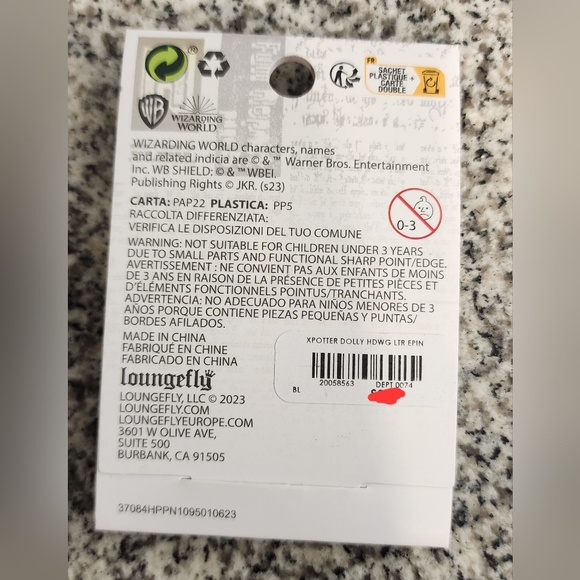 FR
SACHET
PLASTIQUE +
CARTE
DOUBLE
WB
WIZARDING
WORLD
WIZARDING WORLD characters, names
and related indicia are © & ™ Warner Bros. Entertainment
Inc. WB SHIELD: © & ™ WBEI.
Publishing Rights © JKR. (s23)
CARTA: PAP22 PLASTICA: PP5
RACCOLTA DIFFERENZIATA:
VERIFICA LE DISPOSIZIONI DEL TUO COMUNE
0-3
WARNING: NOT SUITABLE FOR CHILDREN UNDER 3 YEARS
DUE TO SMALL PARTS AND FUNCTIONAL SHARP POINT/EDGE.
AVERTISSEMENT : NE CONVIENT PAS AUX ENFANTS DE MOINS
DE 3 ANS EN RAISON DE LA PRÉSENCE DE PETITES PIÈCES ET
D'ÉLÉMENTS FONCTIONNELS POINTUS/TRANCHANTS.
ADVERTENCIA: NO ADECUADO PARA NIÑOS MENORES DE 3
AÑOS PORQUE CONTIENE PIEZAS PEQUEÑAS Y PUNTAS/
BORDES AFILADOS.
MADE IN CHINA
FABRIQUÉ EN CHINE
FABRICADO EN CHINA
loungefly
LOUNGEFLY, LLC © 2023
LOUNGEFLY.COM
LOUNGEFLYEUROPE.COM
3601 W OLIVE AVE,
SUITE 500
BURBANK, CA 91505
XPOTTER DOLLY HDWG LTR EPIN
20058563 DEPT 0074
BL
37084HPPN1095010623